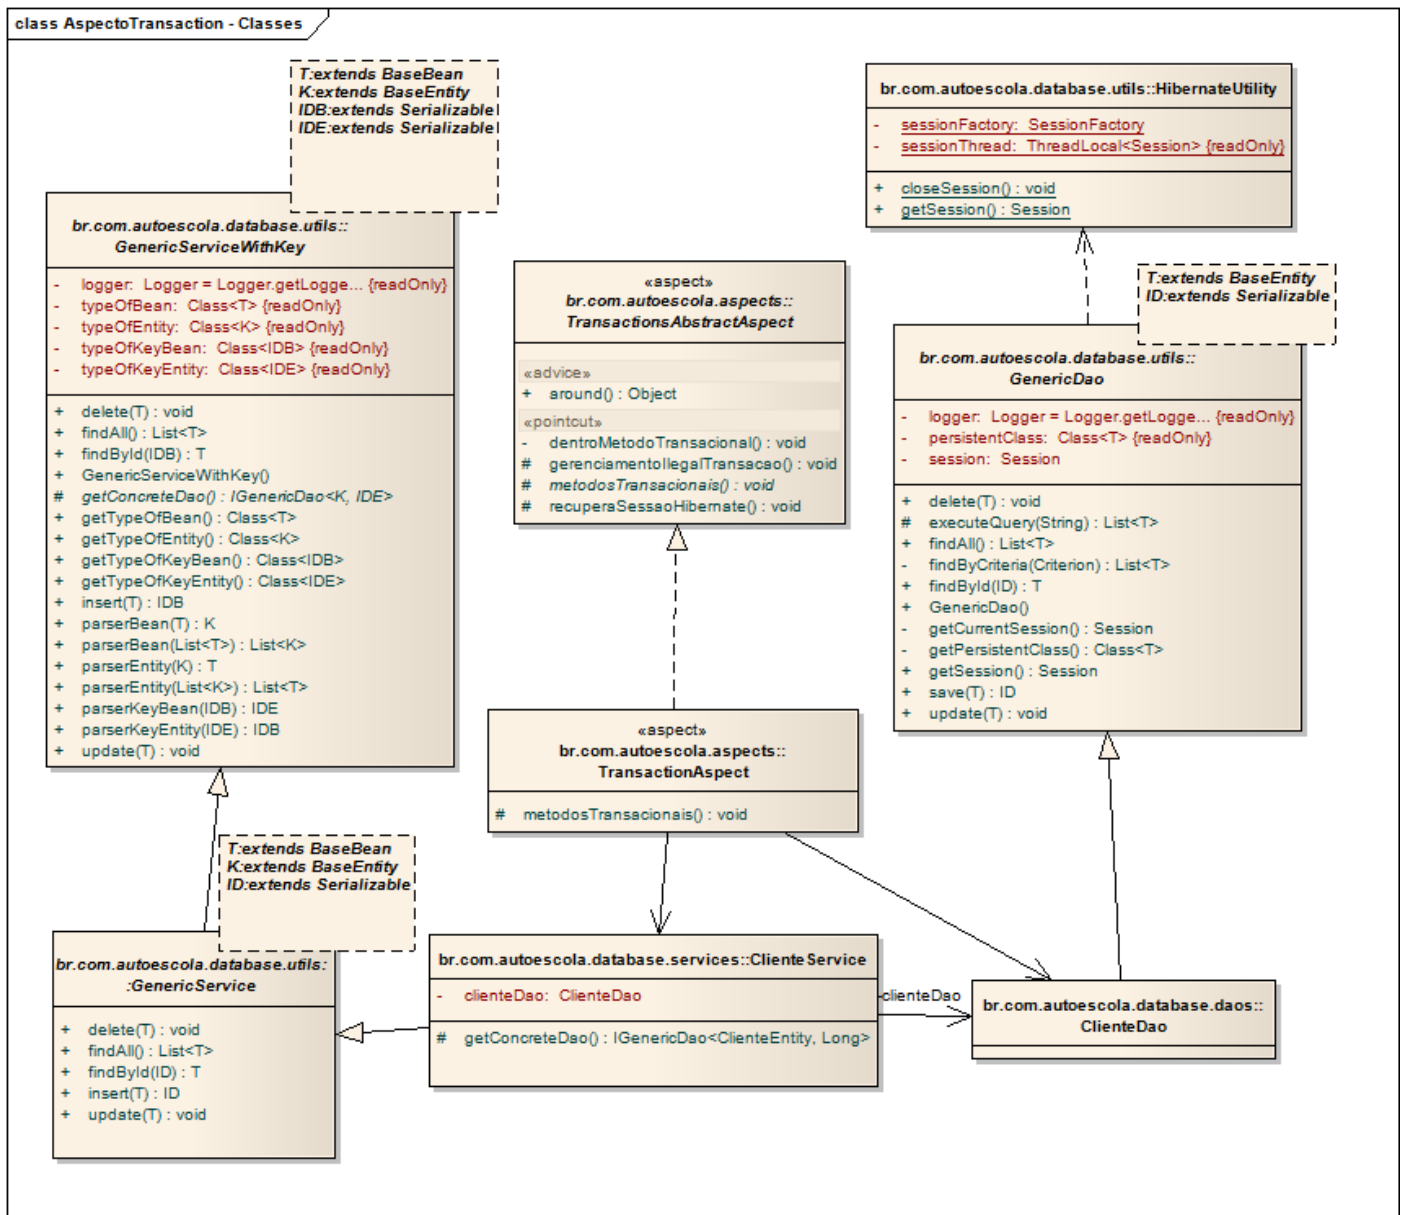 class AspectoTransaction - Classes
T:extends BaseBean
K:extends BaseEntity
IDB:extends Serializable
IDE:extends Serializable
br.com.autoescola.database.utils::
GenericServiceWithKey
- logger: Logger = Logger.getLogge... {readOnly}
- typeOfBean: Class<T> {readOnly}
- typeOfEntity: Class<K> {readOnly}
- typeOfKeyBean: Class<IDB> {readOnly}
- typeOfKeyEntity: Class<IDE> {readOnly}
+ delete(T) : void
+ findAll() : List<T>
+ findById(IDB) : T
+ GenericServiceWithKey()
# getConcreteDao() : IGenericDao<K, IDE>
+ getTypeOfBean() : Class<T>
+ getTypeOfEntity() : Class<K>
+ getTypeOfKeyBean() : Class<IDB>
+ getTypeOfKeyEntity() : Class<IDE>
+ insert(T) : IDB
+ parserBean(T) : K
+ parserBean(List<T>) : List<K>
+ parserEntity(K) : T
+ parserEntity(List<K>) : List<T>
+ parserKeyBean(IDB) : IDE
+ parserKeyEntity(IDE) : IDB
+ update(T) : void
br.com.autoescola.database.utils::HibernateUtility
- sessionFactory: SessionFactory
- sessionThread: ThreadLocal<Session> {readOnly}
+ closeSession() : void
+ getSession() : Session
«aspect»
br.com.autoescola.aspects::
TransactionsAbstractAspect
«advice»
+ around() : Object
«pointcut»
- dentroMetodoTransacional() : void
# gerenciamentoIlegalTransacao() : void
# metodosTransacionais() : void
# recuperaSessaoHibernate() : void
T:extends BaseEntity
ID:extends Serializable
br.com.autoescola.database.utils::
GenericDao
- logger: Logger = Logger.getLogge... {readOnly}
- persistentClass: Class<T> {readOnly}
- session: Session
+ delete(T) : void
# executeQuery(String) : List<T>
+ findAll() : List<T>
- findByCriteria(Criterion) : List<T>
+ findById(ID) : T
+ GenericDao()
- getCurrentSession() : Session
- getPersistentClass() : Class<T>
+ getSession() : Session
+ save(T) : ID
+ update(T) : void
«aspect»
br.com.autoescola.aspects::
TransactionAspect
# metodosTransacionais() : void
T:extends BaseBean
K:extends BaseEntity
ID:extends Serializable
br.com.autoescola.database.utils:
:GenericService
+ delete(T) : void
+ findAll() : List<T>
+ findById(ID) : T
+ insert(T) : ID
+ update(T) : void
br.com.autoescola.database.services::ClienteService
- clienteDao: ClienteDao
# getConcreteDao() : IGenericDao<ClienteEntity, Long>
-clienteDao
br.com.autoescola.database.daos::
ClienteDao